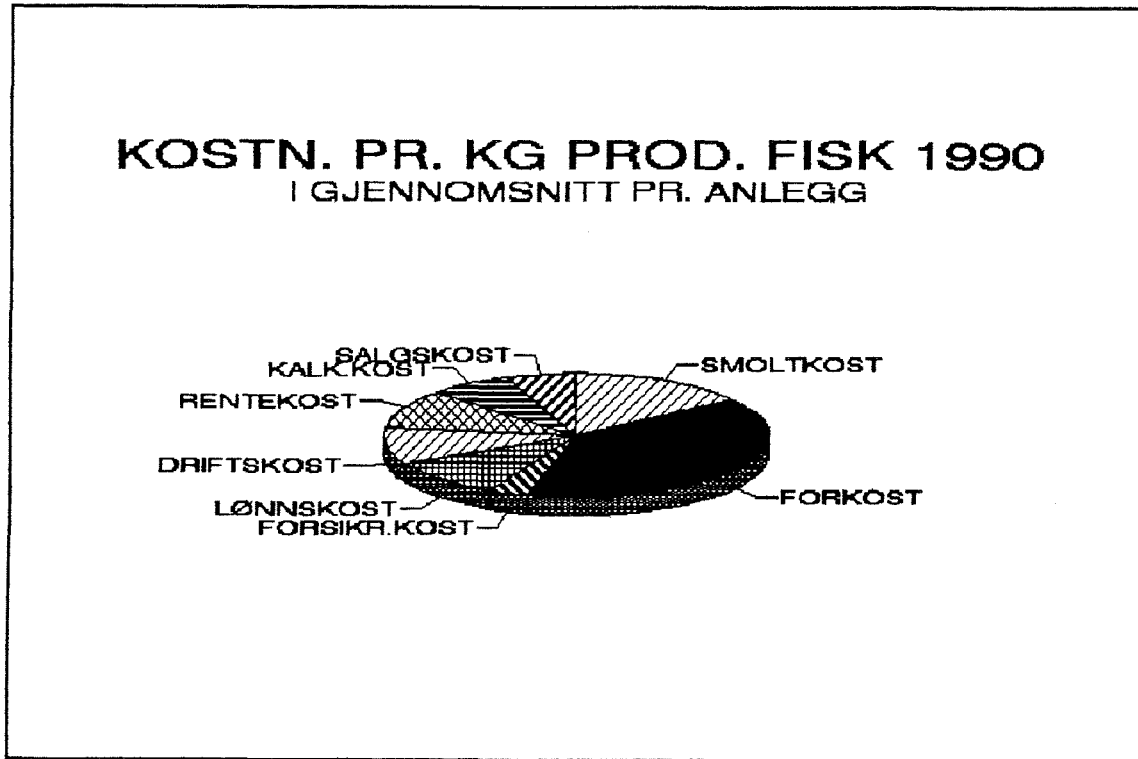 KOSTN. PR. KG PROD. FISK 1990
I GJENNOMSNITT PR. ANLEGG
SALGSKOST
SMOLTKOST
KALK.KOST
RENTEKOST
DRIFTSKOST
FORKOST
LØNNSKOST
FORSIKR.KOST